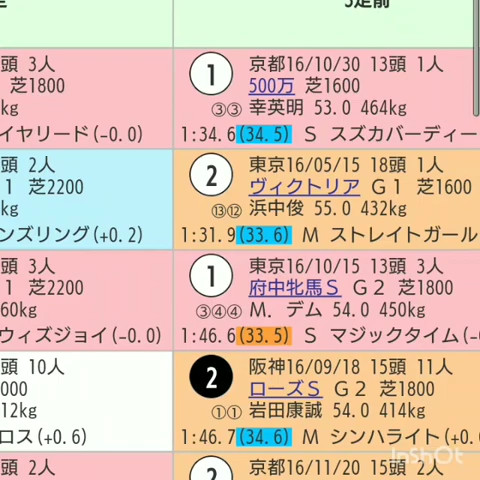 5走前
頭 3人
芝1800
kg
イヤリード(-0.0)
1
京都16/10/30 13頭 1人
500万 芝1600
③③ 幸英明 53.0 464kg
1:34.6(34.5) S スズカバーディー
頭 2人
1 芝2200
kg
ンズリング(+0.2)
2
東京16/05/15 18頭 1人
ヴィクトリア G1 芝1600
⑬⑫ 浜中俊 55.0 432kg
1:31.9(33.6) M ストレイトガール
頭 3人
1 芝2200
60kg
ウィズジョイ(-0.0)
1
東京16/10/15 13頭 3人
府中牝馬S G2 芝1800
③④④ M. デム 54.0 450kg
1:46.6(33.5) S マジックタイム(-
頭 10人
000
12kg
ロス(+0.6)
2
阪神16/09/18 15頭 11人
ローズS G2 芝1800
①① 岩田康誠 54.0 414kg
1:46.7(34.6) M シンハライト(+0.
頭 2人
2
京都16/11/20 15頭 2人
InShOt